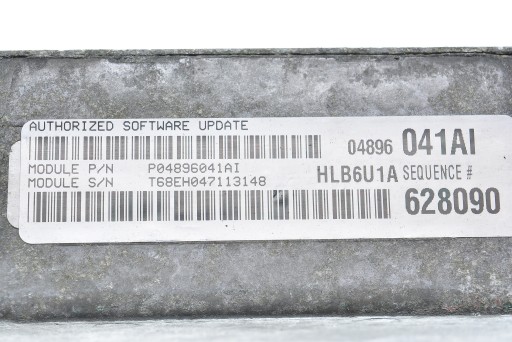 AUTHORIZED SOFTWARE UPDATE
04896 041AI
MODULE P/N P04896041AI
MODULE S/N T68EH047113148
HLB6U1A SEQUENCE #
628090